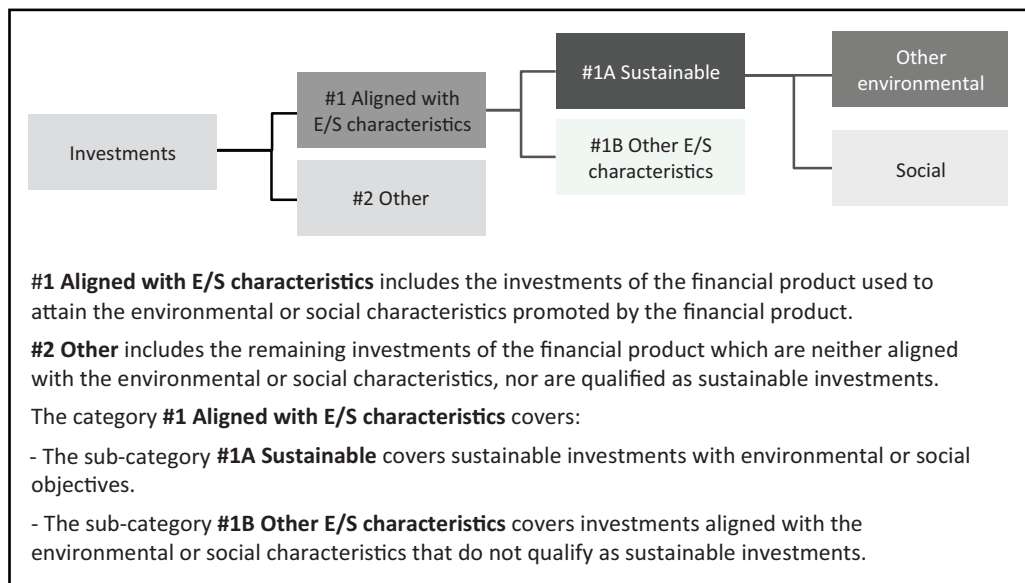 Investments
#1 Aligned with
E/S characteristics
#2 Other
#1A Sustainable
#1B Other E/S
characteristics
Other
environmental
Social
#1 Aligned with E/S characteristics includes the investments of the financial product used to
attain the environmental or social characteristics promoted by the financial product.
#2 Other includes the remaining investments of the financial product which are neither aligned
with the environmental or social characteristics, nor are qualified as sustainable investments.
The category #1 Aligned with E/S characteristics covers:
- The sub-category #1A Sustainable covers sustainable investments with environmental or social
objectives.
- The sub-category #1B Other E/S characteristics covers investments aligned with the
environmental or social characteristics that do not qualify as sustainable investments.